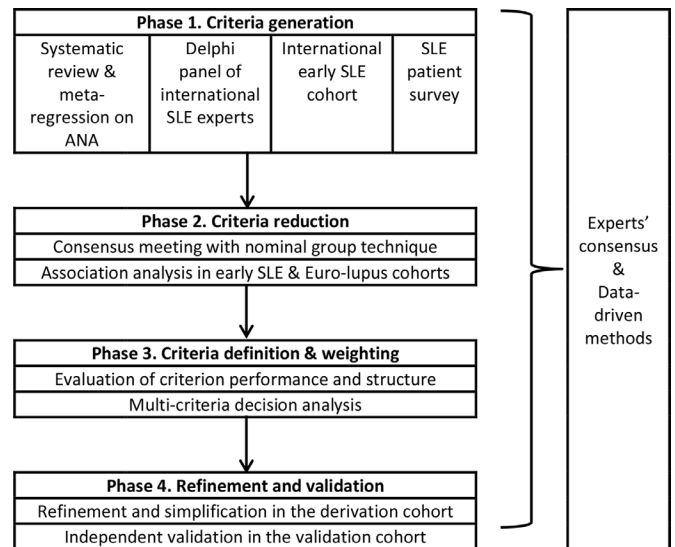 Phase 1. Criteria generation
Systematic
review &
meta-
regression on
ANA
Delphi
panel of
international
SLE experts
International
early SLE
cohort
SLE
patient
survey
Phase 2. Criteria reduction
Consensus meeting with nominal group technique
Association analysis in early SLE & Euro-lupus cohorts
Phase 3. Criteria definition & weighting
Evaluation of criterion performance and structure
Multi-criteria decision analysis
Phase 4. Refinement and validation
Refinement and simplification in the derivation cohort
Independent validation in the validation cohort
Experts’
consensus
&
Data-
driven
methods